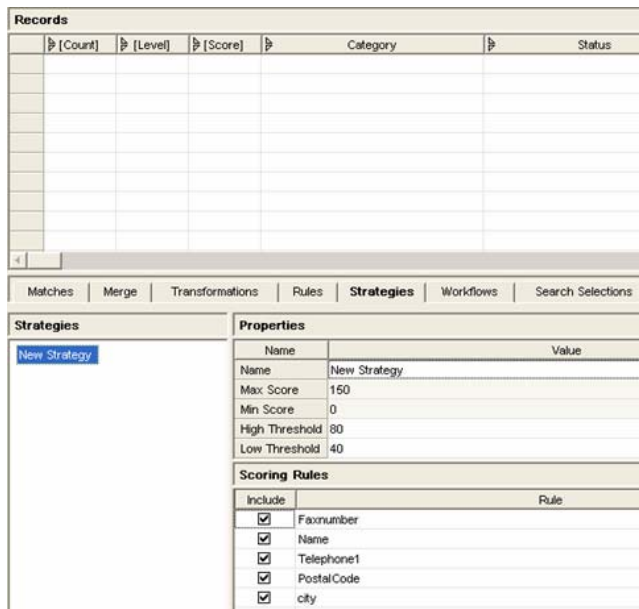 Records
[Count] [Level] [Score] Category Status
Matches Merge Transformations Rules Strategies Workflows Search Selections
Strategies Properties
New Strategy
Name Value
Name New Strategy
Max Score 150
Min Score 0
High Threshold 80
Low Threshold 40
Scoring Rules
Include Rule
Faxnumber
Name
Telephone1
PostalCode
city